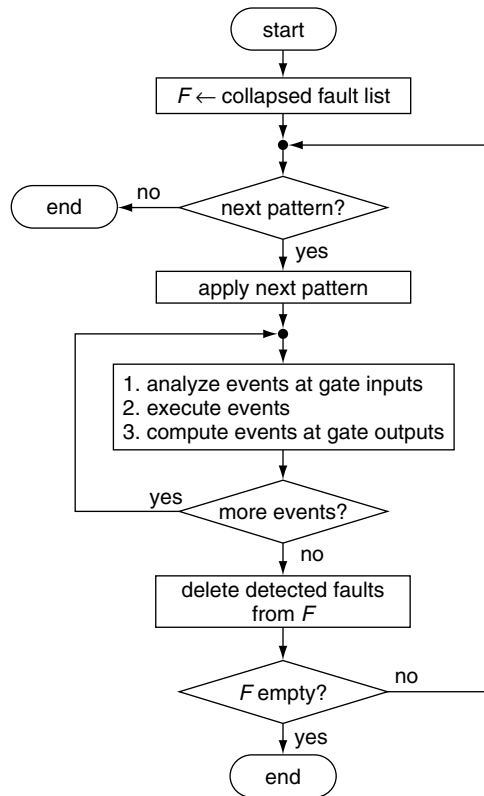 start
F ← collapsed fault list
no
end
next pattern?
yes
apply next pattern
1. analyze events at gate inputs
2. execute events
3. compute events at gate outputs
yes
more events?
no
delete detected faults
from F
no
F empty?
yes
end